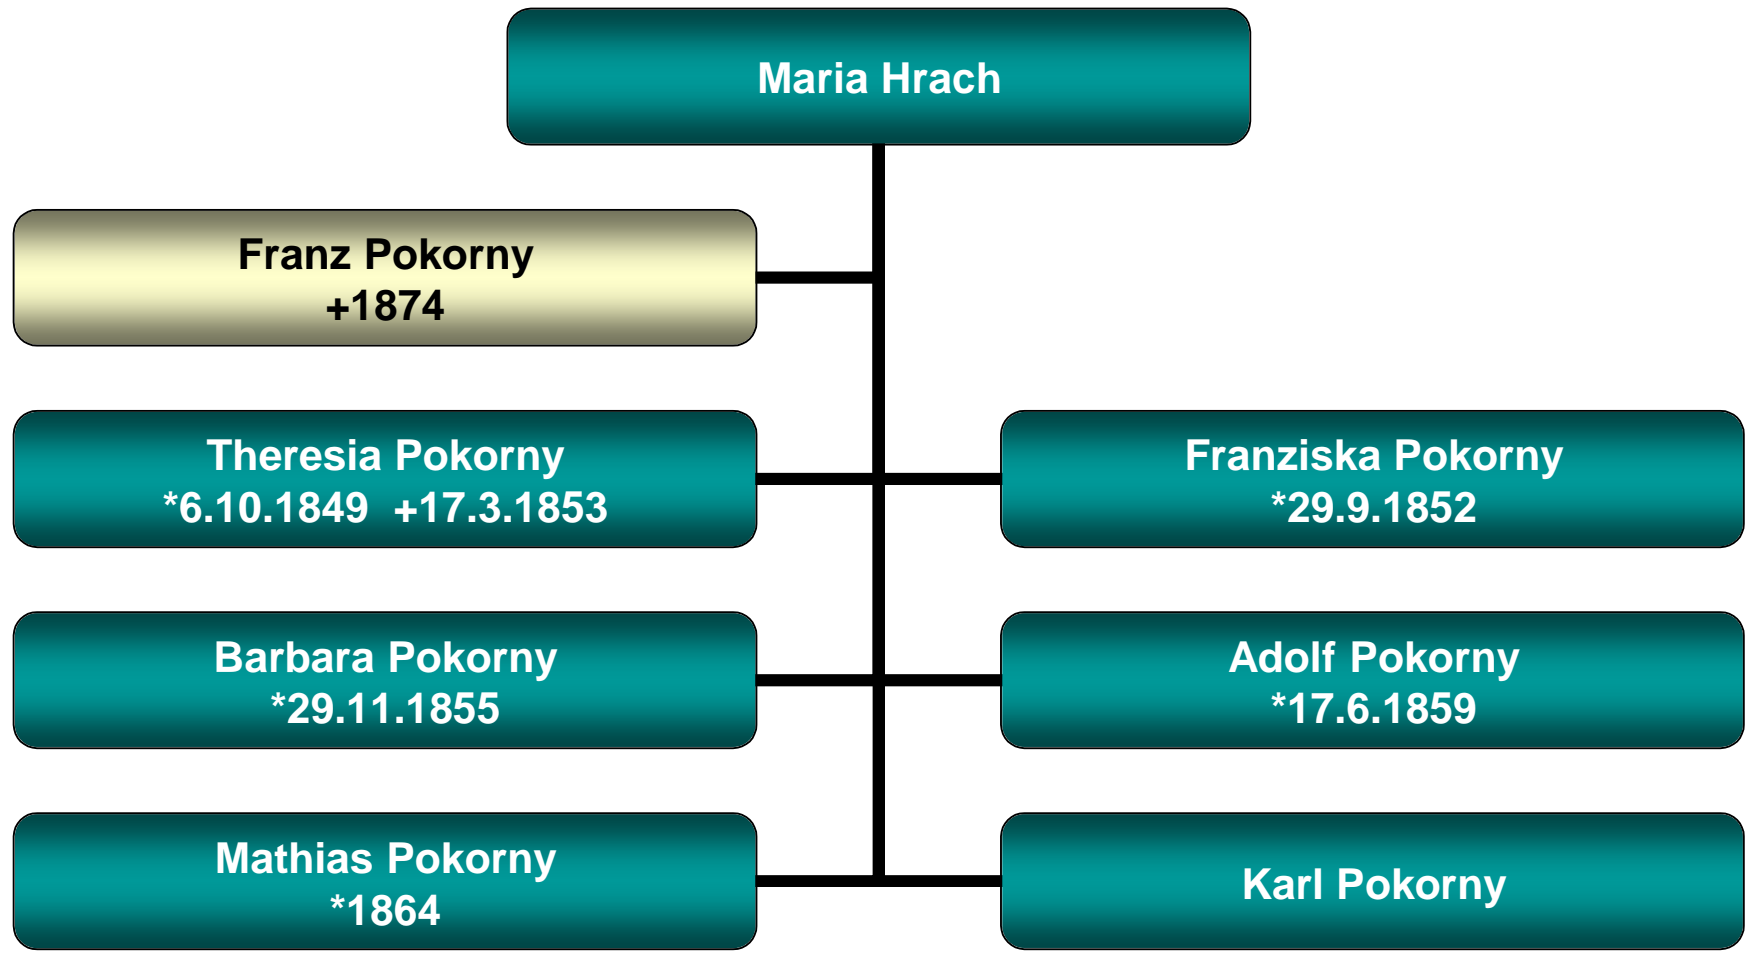 Maria Hrach
Franz Pokorny
+1874
Theresia Pokorny
*6.10.1849  +17.3.1853
Franziska Pokorny
*29.9.1852
Barbara Pokorny
*29.11.1855
Adolf Pokorny
*17.6.1859
Mathias Pokorny
*1864
Karl Pokorny